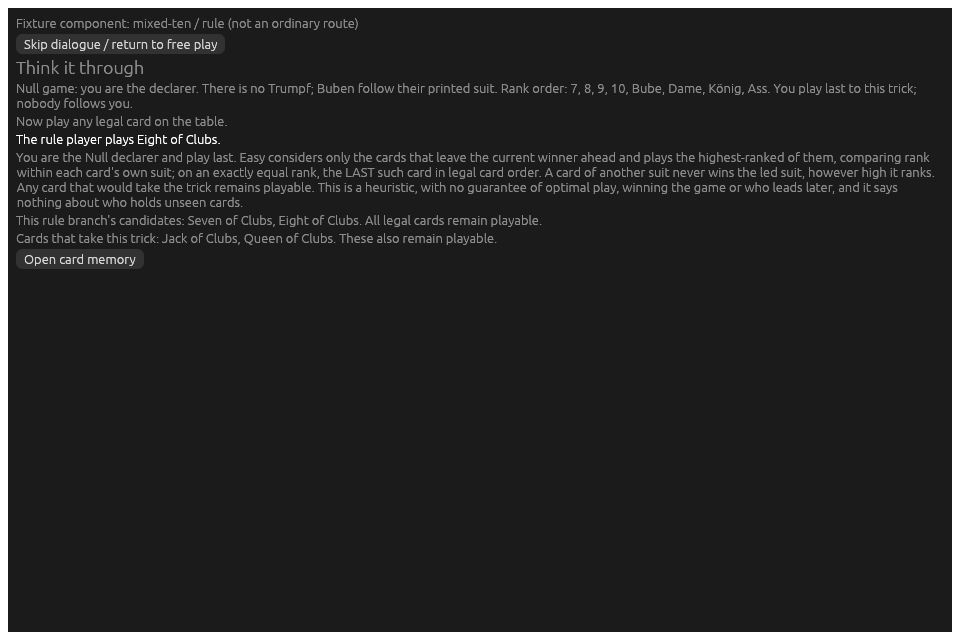 Fixture component: mixed-ten / rule (not an ordinary route)
Skip dialogue / return to free play
Think it through
Null game: you are the declarer. There is no Trumpf; Buben follow their printed suit. Rank order: 7, 8, 9, 10, Bube, Dame, König, Ass. You play last to this trick;
nobody follows you.
Now play any legal card on the table.
The rule player plays Eight of Clubs.
You are the Null declarer and play last. Easy considers only the cards that leave the current winner ahead and plays the highest-ranked of them, comparing rank
within each card's own suit; on an exactly equal rank, the LAST such card in legal card order. A card of another suit never wins the led suit, however high it ranks.
Any card that would take the trick remains playable. This is a heuristic, with no guarantee of optimal play, winning the game or who leads later, and it says
nothing about who holds unseen cards.
This rule branch's candidates: Seven of Clubs, Eight of Clubs. All legal cards remain playable.
Cards that take this trick: Jack of Clubs, Queen of Clubs. These also remain playable.
Open card memory